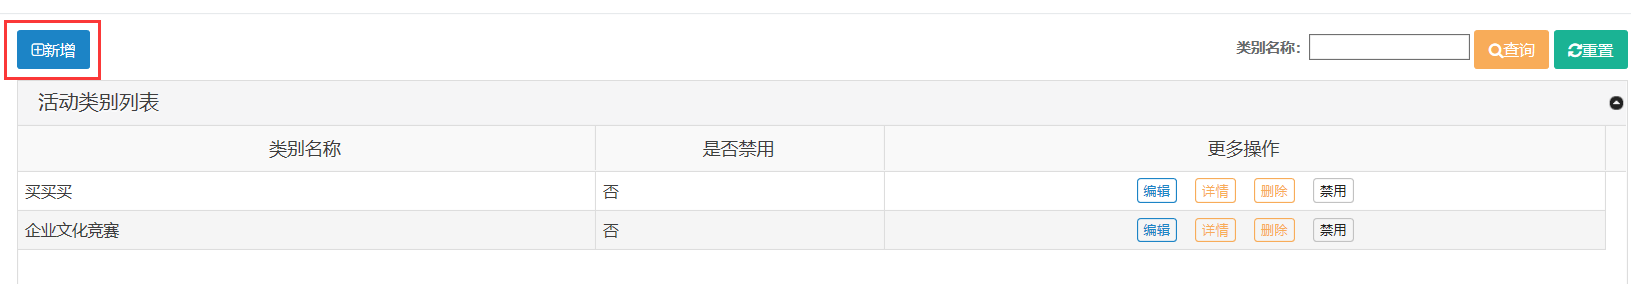 新增 类别名称： 查询 重置
活动类别列表
类别名称 是否禁用 更多操作
买买买 否 编辑 详情 删除 禁用
企业文化竞赛 否 编辑 详情 删除 禁用